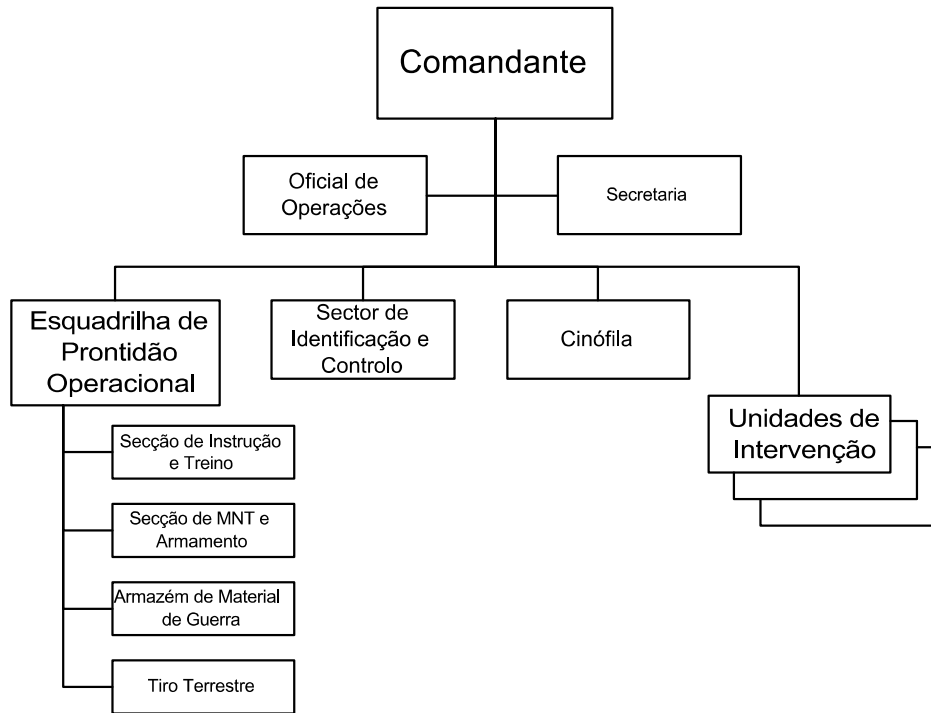 Comandante
Oficial de
Operações
Secretaria
Esquadrilha de
Prontidão
Operacional
Sector de
Identificação e
Controlo
Cinófila
Unidades de
Intervenção
Secção de Instrução
e Treino
Secção de MNT e
Armamento
Armazém de Material
de Guerra
Tiro Terrestre